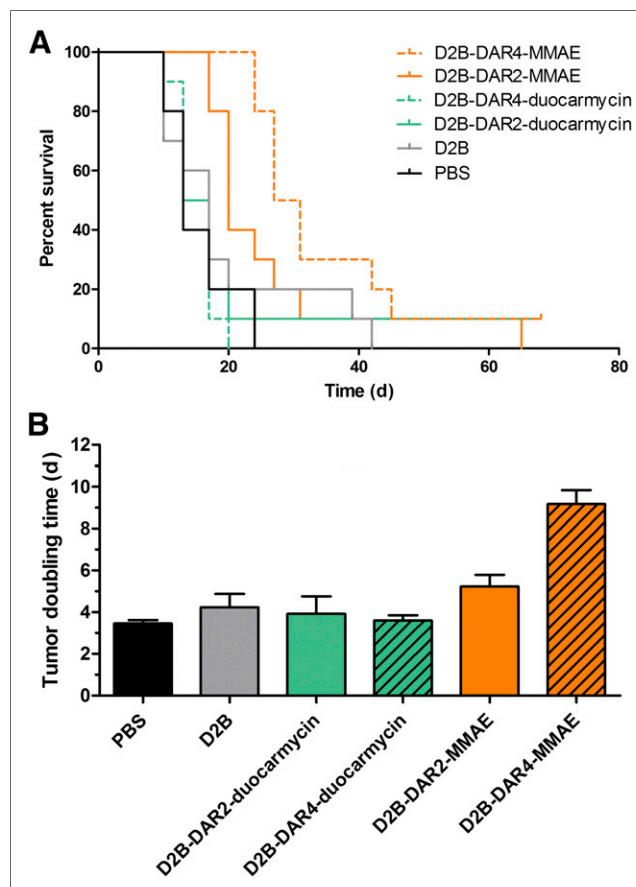 A
100
80
60
40
20
0
Percent survival
0 20 40 60 80
Time (d)
D2B-DAR4-MMAE
D2B-DAR2-MMAE
D2B-DAR4-duocarmycin
D2B-DAR2-duocarmycin
D2B
PBS
B
12
10
8
6
4
2
0
Tumor doubling time (d)
PBS
D2B
D2B-DAR2-duocarmycin
D2B-DAR4-duocarmycin
D2B-DAR2-MMAE
D2B-DAR4-MMAE